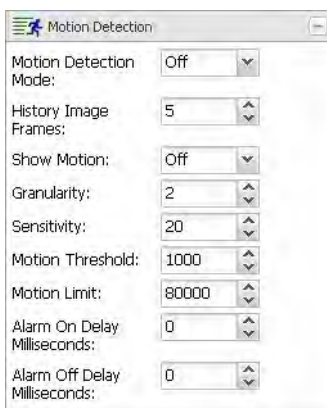 Motion Detection
Motion Detection Mode: Off
History Image Frames: 5
Show Motion: Off
Granularity: 2
Sensitivity: 20
Motion Threshold: 1000
Motion Limit: 80000
Alarm On Delay Milliseconds: 0
Alarm Off Delay Milliseconds: 0